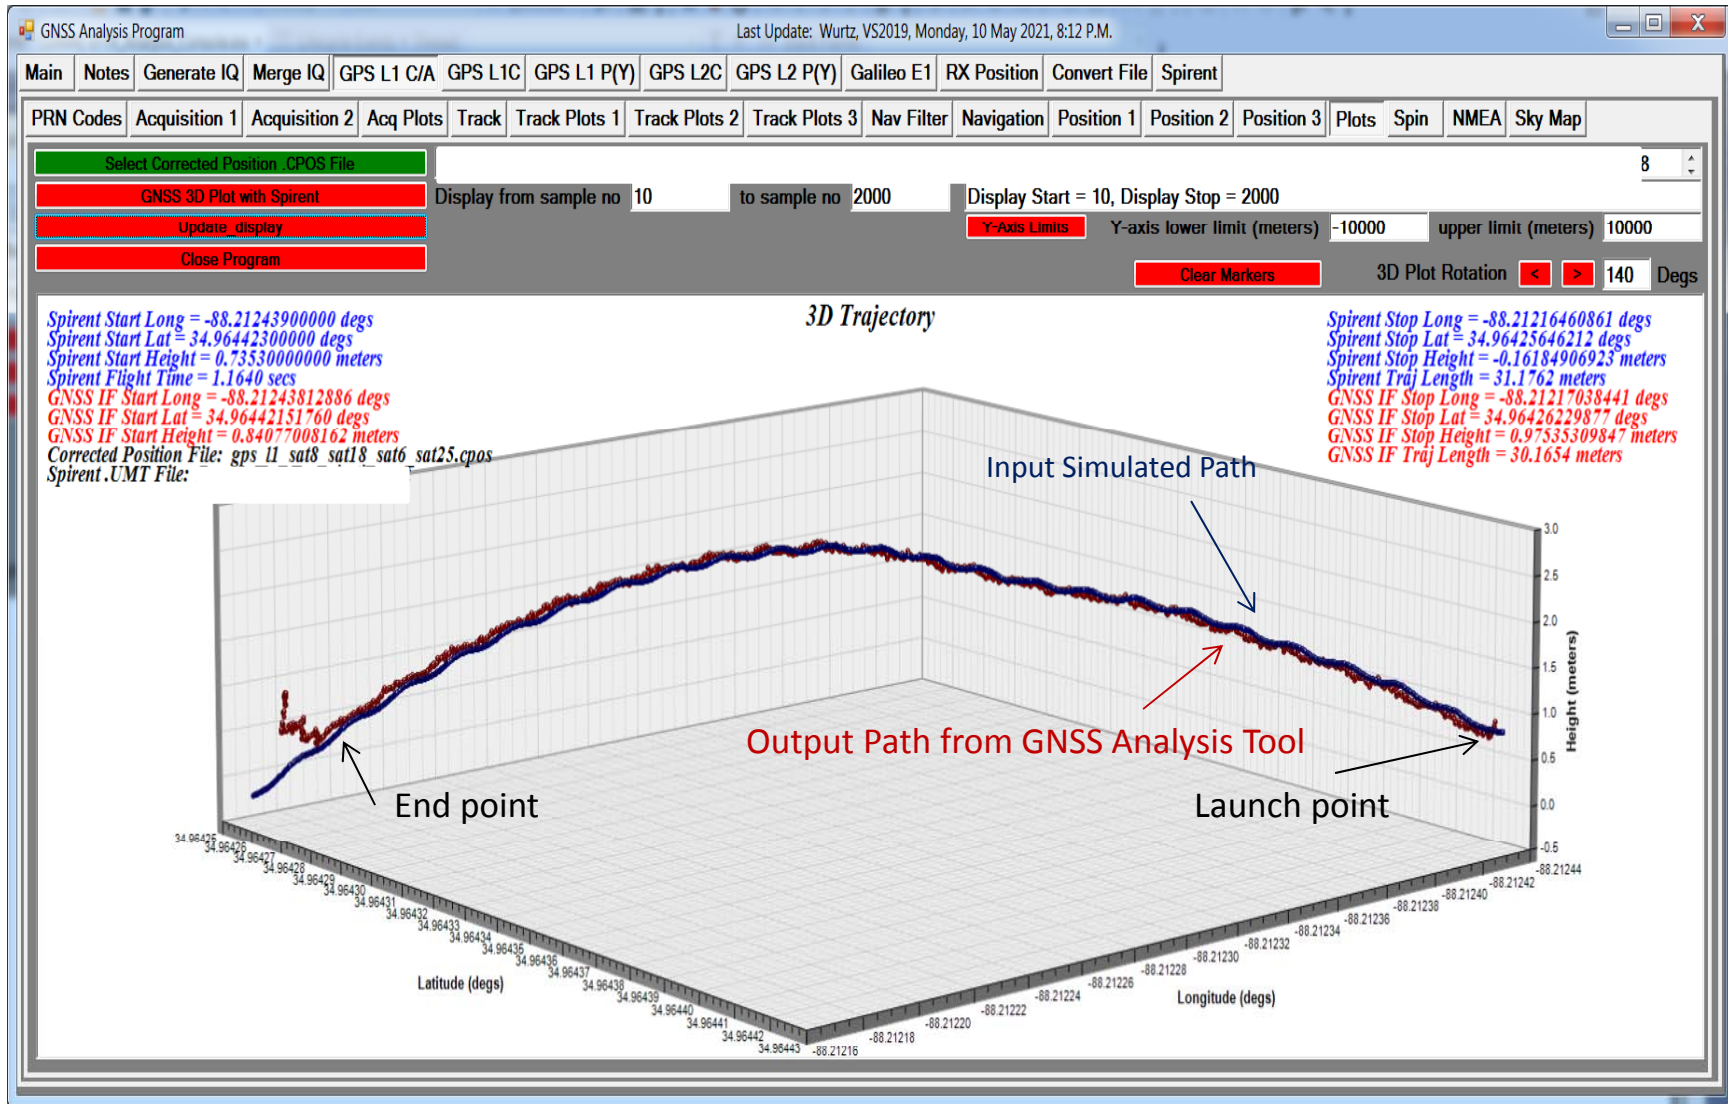 GNSS Analysis Program
Last Update: Wurtz, VS2019, Monday, 10 May 2021, 8:12 P.M.
Main Notes Generate IQ Merge IQ GPS L1 C/A GPS L1C GPS L1 P(Y) GPS L2C GPS L2 P(Y) Galileo E1 RX Position Convert File Spirent
PRN Codes Acquisition 1 Acquisition 2 Acq Plots Track Track Plots 1 Track Plots 2 Track Plots 3 Nav Filter Navigation Position 1 Position 2 Position 3 Plots Spin NMEA Sky Map
Select Corrected Position .CPOS File
8
GNSS 3D Plot with Spirent
Display from sample no 10 to sample no 2000 Display Start = 10, Display Stop = 2000
Update_display
Y-Axis Limits Y-axis lower limit (meters) -10000 upper limit (meters) 10000
Close Program
Clear Markers 3D Plot Rotation < > 140 Degs
3D Trajectory
Spirent Start Long = -88.21243900000 degs
Spirent Start Lat = 34.96442300000 degs
Spirent Start Height = 0.73530000000 meters
Spirent Flight Time = 1.1640 secs
GNSS IF Start Long = -88.21243812886 degs
GNSS IF Start Lat = 34.96442151760 degs
GNSS IF Start Height = 0.84077008162 meters
Corrected Position File: gps_l1_sat8_sat18_sat6_sat25.cpos
Spirent .UMT File:
Spirent Stop Long = -88.21216460861 degs
Spirent Stop Lat = 34.96425646212 degs
Spirent Stop Height = -0.16184906923 meters
Spirent Traj Length = 31.1762 meters
GNSS IF Stop Long = -88.21217038441 degs
GNSS IF Stop Lat = 34.96426229877 degs
GNSS IF Stop Height = 0.97535309847 meters
GNSS IF Traj Length = 30.1654 meters
Input Simulated Path
Output Path from GNSS Analysis Tool
End point
Launch point
3.0
2.5
2.0
1.5
1.0
0.5
0.0
-0.5
Height (meters)
34.96425
34.96426
34.96427
34.96428
34.96429
34.96430
34.96431
34.96432
34.96433
34.96434
34.96435
34.96436
34.96437
34.96438
34.96439
34.96440
34.96441
34.96442
34.96443
Latitude (degs)
-88.21216
-88.21218
-88.21220
-88.21222
-88.21224
-88.21226
-88.21228
-88.21230
-88.21232
-88.21234
-88.21236
-88.21238
-88.21240
-88.21242
-88.21244
Longitude (degs)